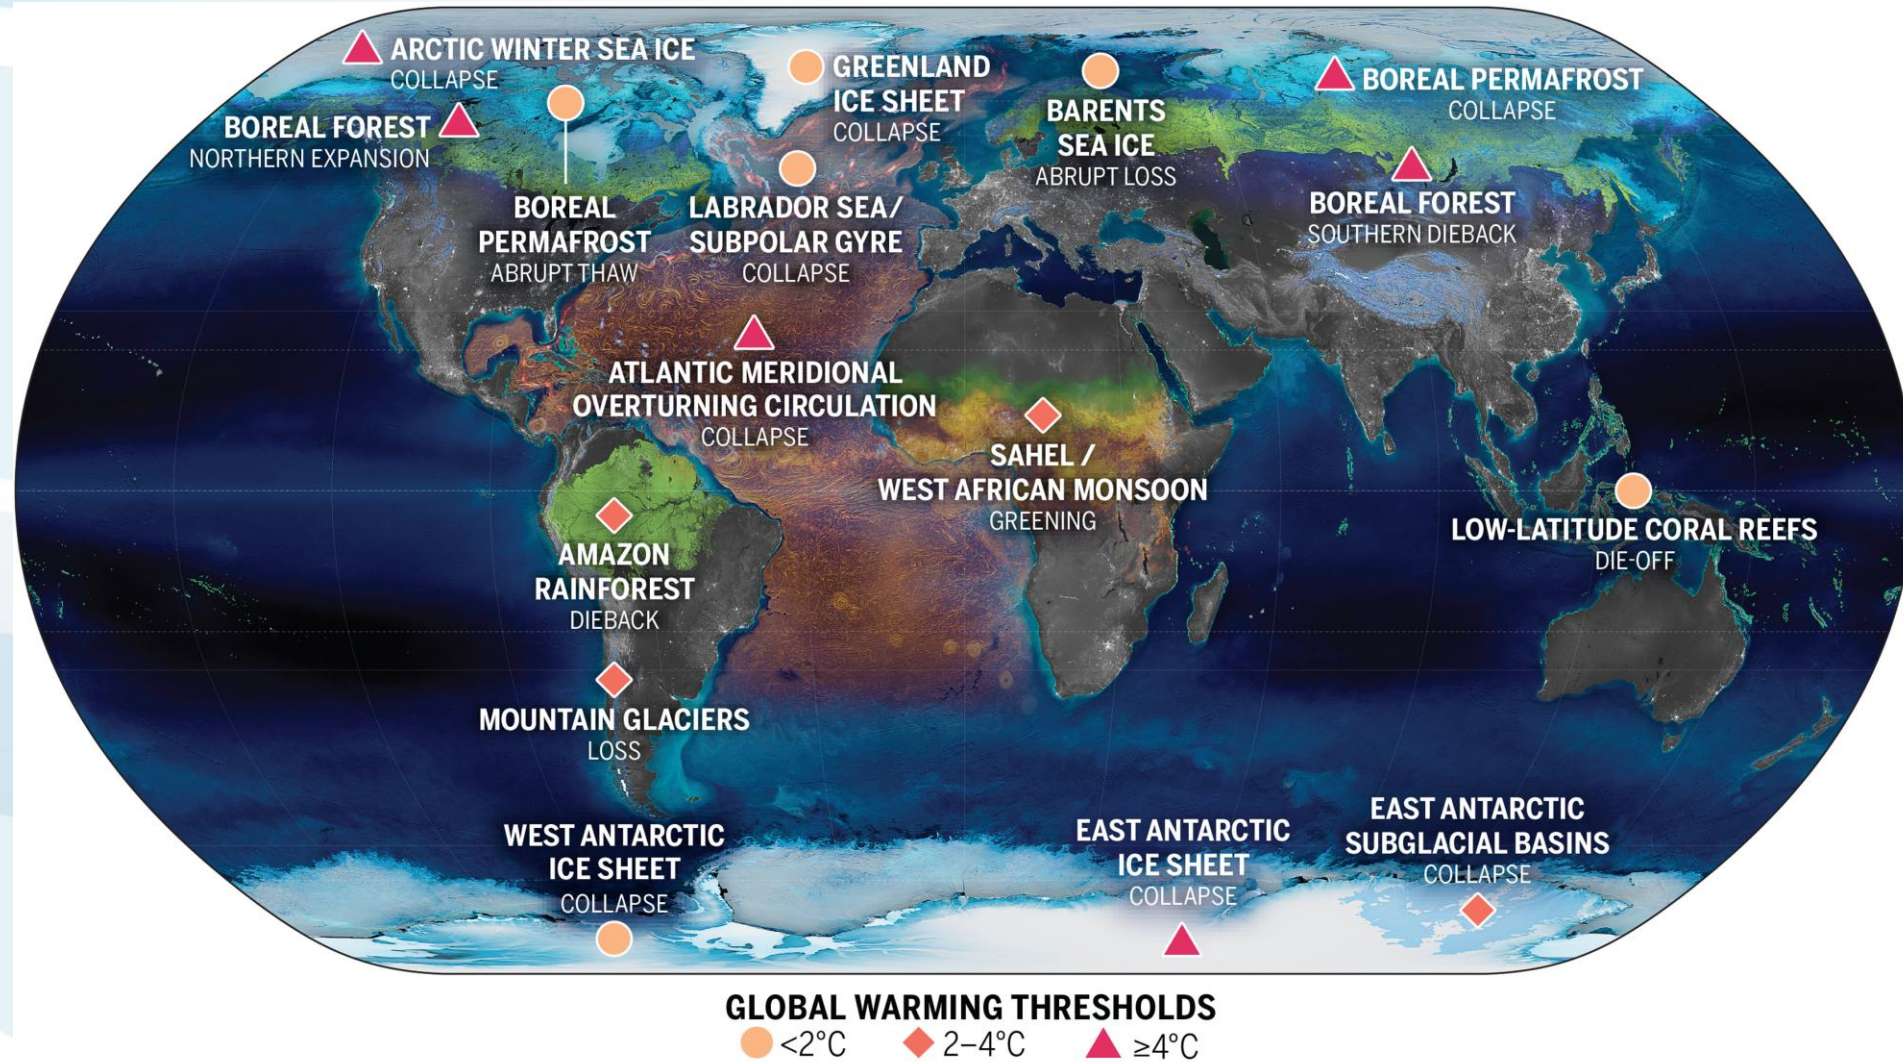 ARCTIC WINTER SEA ICE
COLLAPSE
BOREAL FOREST
NORTHERN EXPANSION
BOREAL
PERMAFROST
ABRUPT THAW
GREENLAND
ICE SHEET
COLLAPSE
LABRADOR SEA/
SUBPOLAR GYRE
COLLAPSE
BARENTS
SEA ICE
ABRUPT LOSS
BOREAL PERMAFROST
COLLAPSE
BOREAL FOREST
SOUTHERN DIEBACK
ATLANTIC MERIDIONAL
OVERTURNING CIRCULATION
COLLAPSE
SAHEL /
WEST AFRICAN MONSOON
GREENING
AMAZON
RAINFOREST
DIEBACK
LOW-LATITUDE CORAL REEFS
DIE-OFF
MOUNTAIN GLACIERS
LOSS
WEST ANTARCTIC
ICE SHEET
COLLAPSE
EAST ANTARCTIC
ICE SHEET
COLLAPSE
EAST ANTARCTIC
SUBGLACIAL BASINS
COLLAPSE
GLOBAL WARMING THRESHOLDS
<2°C 2–4°C ≥4°C